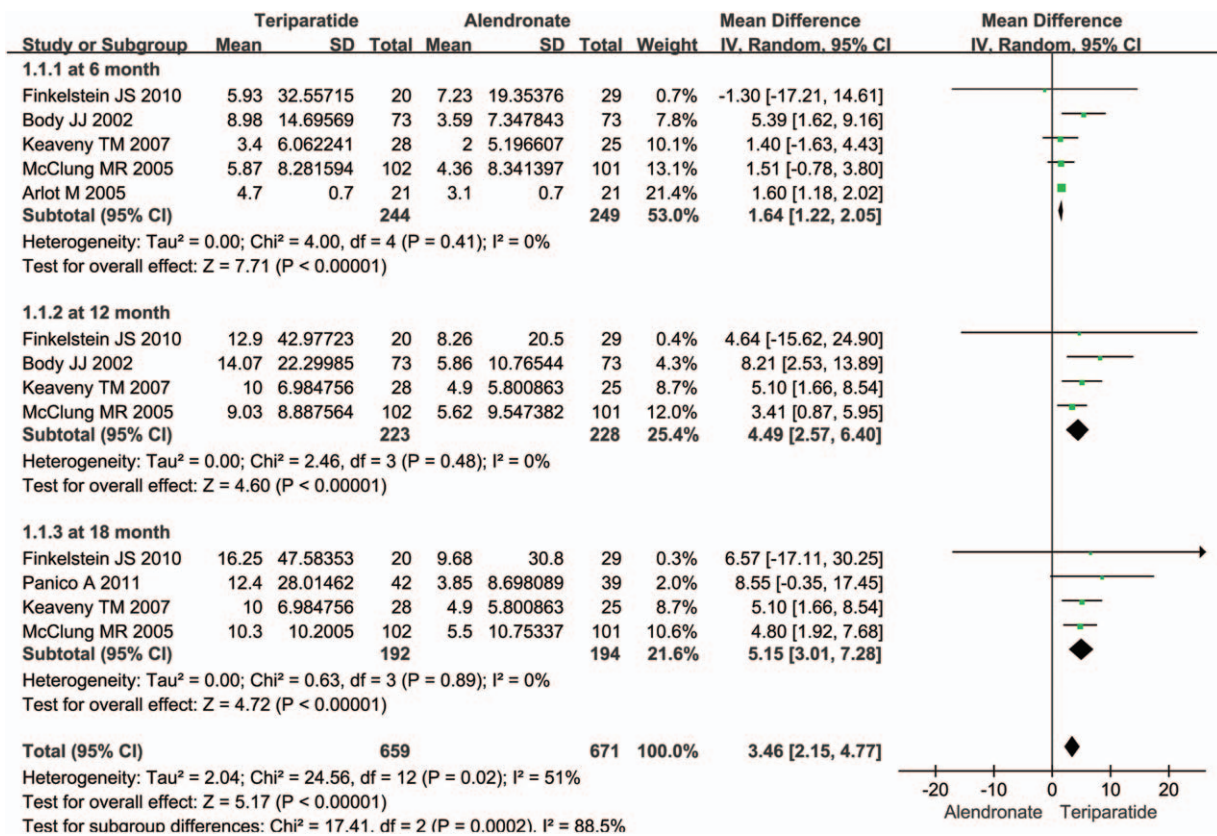 Teriparatide Alendronate Mean Difference Mean Difference
Study or Subgroup Mean SD Total Mean SD Total Weight IV, Random, 95% CI IV, Random, 95% CI
1.1.1 at 6 month
Finkelstein JS 2010 5.93 32.55715 20 7.23 19.35376 29 0.7% -1.30 [-17.21, 14.61]
Body JJ 2002 8.98 14.69569 73 3.59 7.347843 73 7.8% 5.39 [1.62, 9.16]
Keaveny TM 2007 3.4 6.062241 28 2 5.196607 25 10.1% 1.40 [-1.63, 4.43]
McClung MR 2005 5.87 8.281594 102 4.36 8.341397 101 13.1% 1.51 [-0.78, 3.80]
Arlot M 2005 4.7 0.7 21 3.1 0.7 21 21.4% 1.60 [1.18, 2.02]
Subtotal (95% CI) 244 249 53.0% 1.64 [1.22, 2.05]
Heterogeneity: Tau² = 0.00; Chi² = 4.00, df = 4 (P = 0.41); I² = 0%
Test for overall effect: Z = 7.71 (P < 0.00001)
1.1.2 at 12 month
Finkelstein JS 2010 12.9 42.97723 20 8.26 20.5 29 0.4% 4.64 [-15.62, 24.90]
Body JJ 2002 14.07 22.29985 73 5.86 10.76544 73 4.3% 8.21 [2.53, 13.89]
Keaveny TM 2007 10 6.984756 28 4.9 5.800863 25 8.7% 5.10 [1.66, 8.54]
McClung MR 2005 9.03 8.887564 102 5.62 9.547382 101 12.0% 3.41 [0.87, 5.95]
Subtotal (95% CI) 223 228 25.4% 4.49 [2.57, 6.40]
Heterogeneity: Tau² = 0.00; Chi² = 2.46, df = 3 (P = 0.48); I² = 0%
Test for overall effect: Z = 4.60 (P < 0.00001)
1.1.3 at 18 month
Finkelstein JS 2010 16.25 47.58353 20 9.68 30.8 29 0.3% 6.57 [-17.11, 30.25]
Panico A 2011 12.4 28.01462 42 3.85 8.698089 39 2.0% 8.55 [-0.35, 17.45]
Keaveny TM 2007 10 6.984756 28 4.9 5.800863 25 8.7% 5.10 [1.66, 8.54]
McClung MR 2005 10.3 10.2005 102 5.5 10.75337 101 10.6% 4.80 [1.92, 7.68]
Subtotal (95% CI) 192 194 21.6% 5.15 [3.01, 7.28]
Heterogeneity: Tau² = 0.00; Chi² = 0.63, df = 3 (P = 0.89); I² = 0%
Test for overall effect: Z = 4.72 (P < 0.00001)
Total (95% CI) 659 671 100.0% 3.46 [2.15, 4.77]
Heterogeneity: Tau² = 2.04; Chi² = 24.56, df = 12 (P = 0.02); I² = 51%
Test for overall effect: Z = 5.17 (P < 0.00001)
Test for subgroup differences: Chi² = 17.41, df = 2 (P = 0.0002), I² = 88.5%
-20 -10 0 10 20
Alendronate Teriparatide